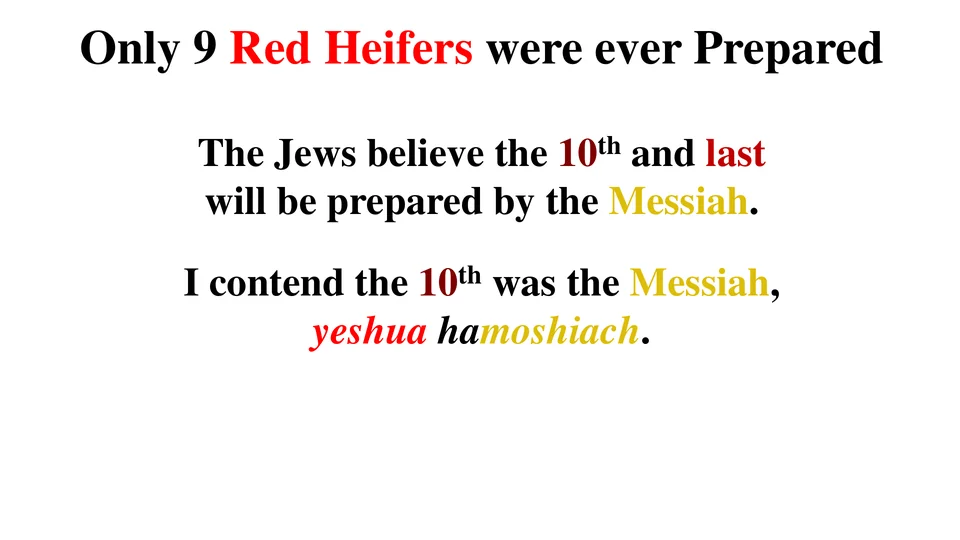 Only 9 Red Heifers were ever Prepared
The Jews believe the 10th and last
will be prepared by the Messiah.
I contend the 10th was the Messiah,
yeshua hamoshiach.